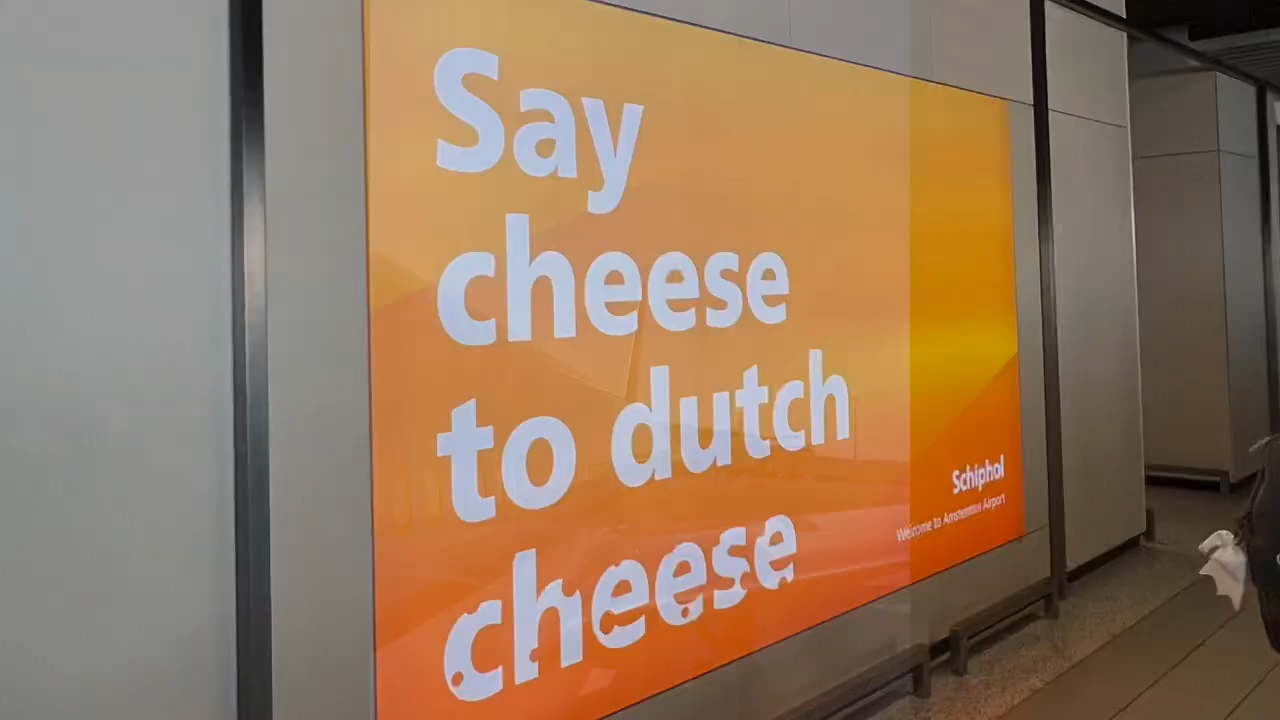 Say
cheese
to dutch
cheese
Schiphol
Welcome to Amsterdam Airport